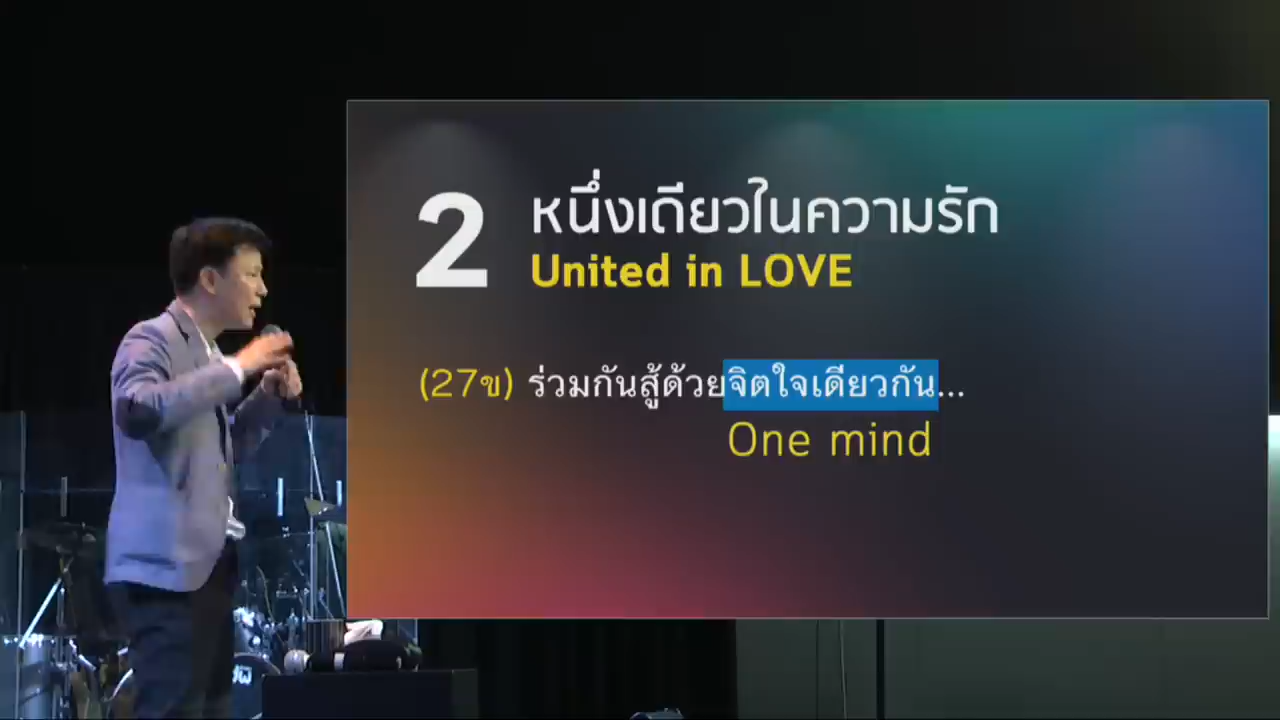 2
หนึ่งเดียวในความรัก
United in LOVE
(27ข) ร่วมกันสู้ด้วยจิตใจเดียวกัน...
One mind